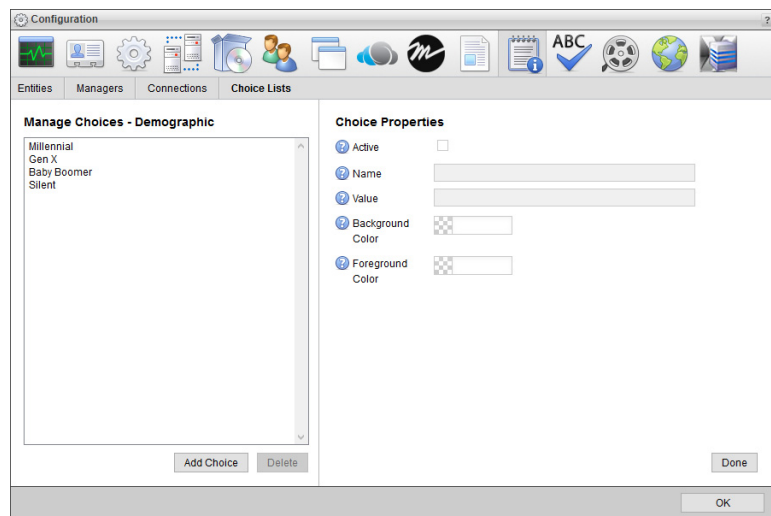 Configuration
?
ABC
Entities Managers Connections Choice Lists
Manage Choices - Demographic
Millennial
Gen X
Baby Boomer
Silent
Add Choice Delete
Choice Properties
? Active
? Name
? Value
? Background
Color
? Foreground
Color
Done
OK